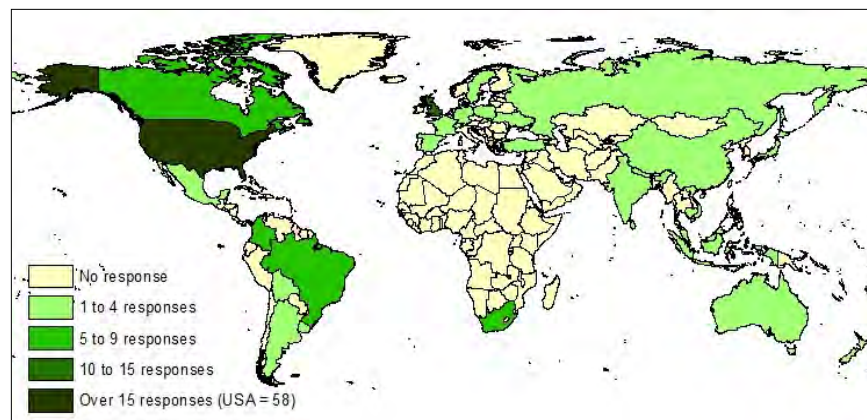 No response
1 to 4 responses
5 to 9 responses
10 to 15 responses
Over 15 responses (USA = 58)